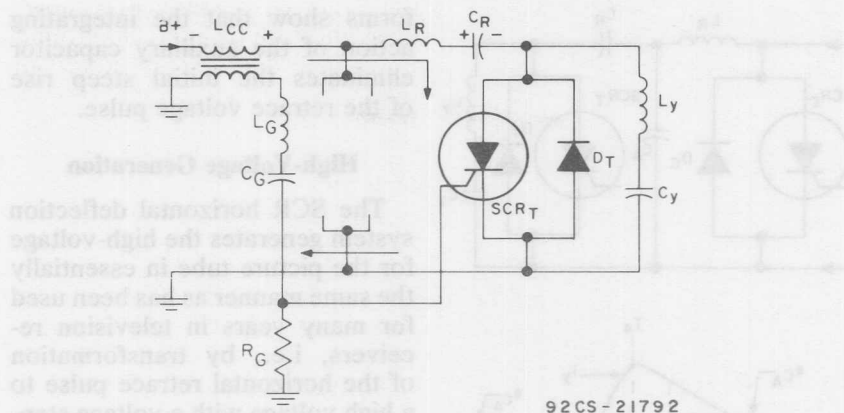 B+
LCC
+
LR
CR
+
−
LG
CG
SCRT
DT
Ly
Cy
RG
92CS-21792
forms show that the integrating
action of the auxiliary capacitor
eliminates the initial steep rise
of the retrace voltage pulse.
High-Voltage Generation
The SCR horizontal deflection
system generates the high-voltage
for the picture tube in essentially
the same manner as has been used
for many years in television re-
ceivers, i.e., by transformation
of the horizontal retrace pulse to
a high voltage with a voltage step-